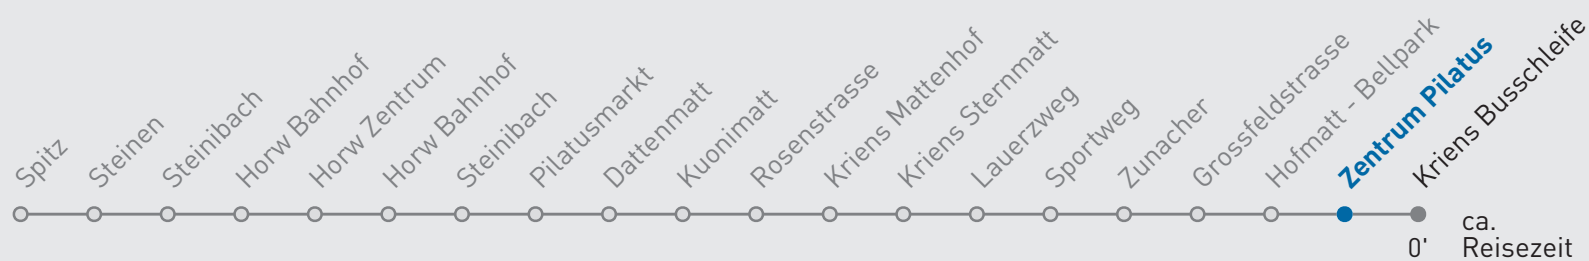 Spitz
Steinen
Steinibach
Horw Bahnhof
Horw Zentrum
Horw Bahnhof
Steinibach
Pilatusmarkt
Dattenmatt
Kuonimatt
Rosenstrasse
Kriens Mattenhof
Kriens Sternmatt
Lauerzweg
Sportweg
Zunacher
Grossfeldstrasse
Hofmatt - Bellpark
Zentrum Pilatus
Kriens Busschleife
ca.
0' Reisezeit